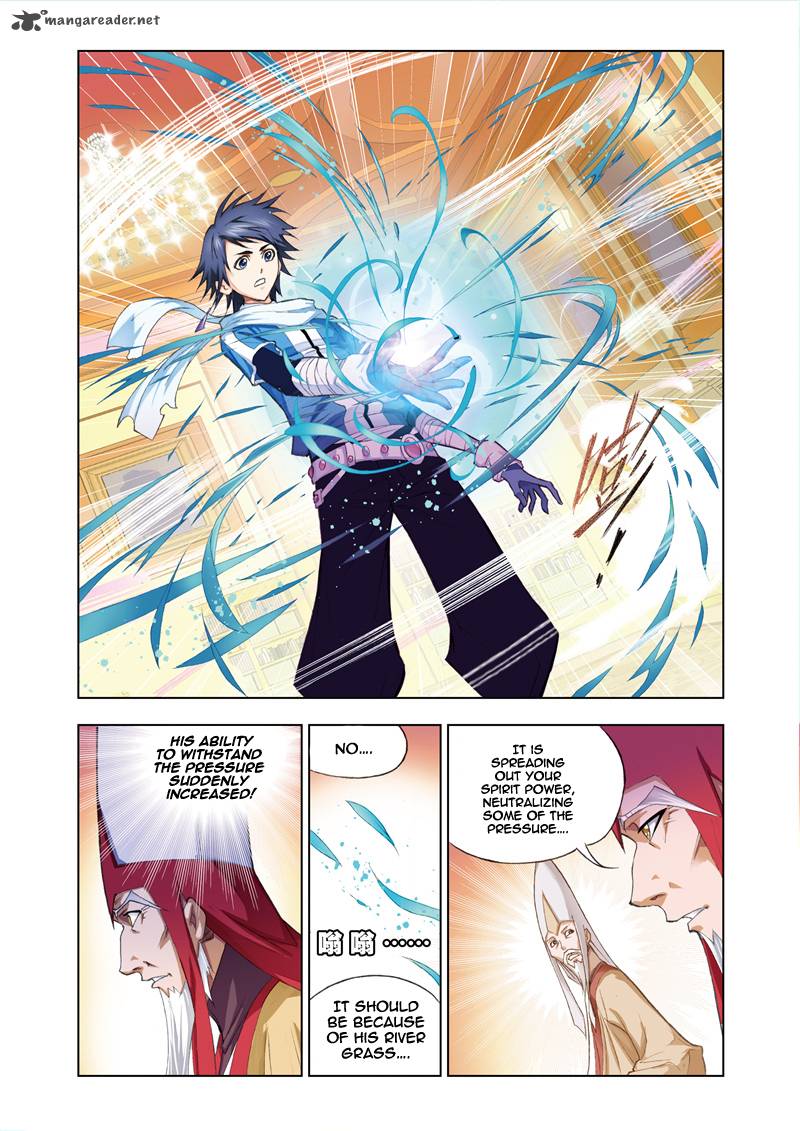 mangareader.net
嗡
HIS ABILITY
TO WITHSTAND
THE PRESSURE
SUDDENLY
INCREASED!
NO....
嗡 嗡 ……
IT SHOULD
BE BECAUSE
OF HIS RIVER
GRASS....
IT IS
SPREADING
OUT YOUR
SPIRIT POWER,
NEUTRALIZING
SOME OF THE
PRESSURE....